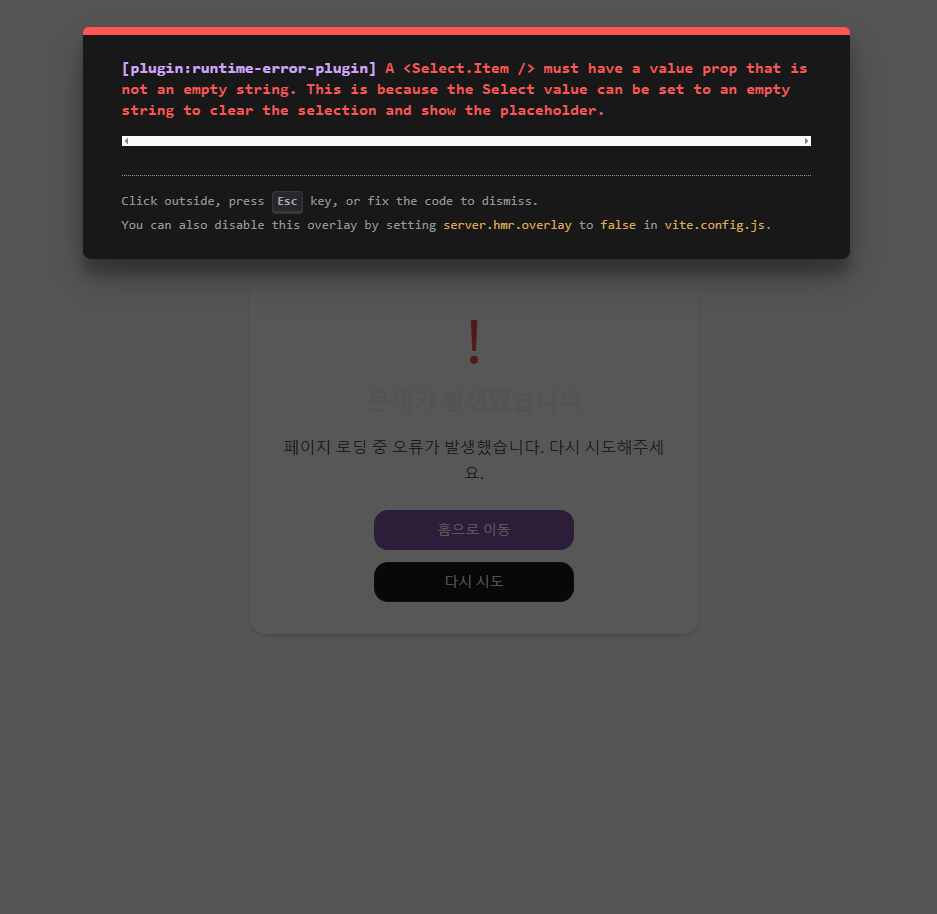 [plugin:runtime-error-plugin] A <Select.Item /> must have a value prop that is
not an empty string. This is because the Select value can be set to an empty
string to clear the selection and show the placeholder.
Click outside, press Esc key, or fix the code to dismiss.
You can also disable this overlay by setting server.hmr.overlay to false in vite.config.js.
!
문제가 발생했습니다
페이지 로딩 중 오류가 발생했습니다. 다시 시도해주세
요.
홈으로 이동
다시 시도